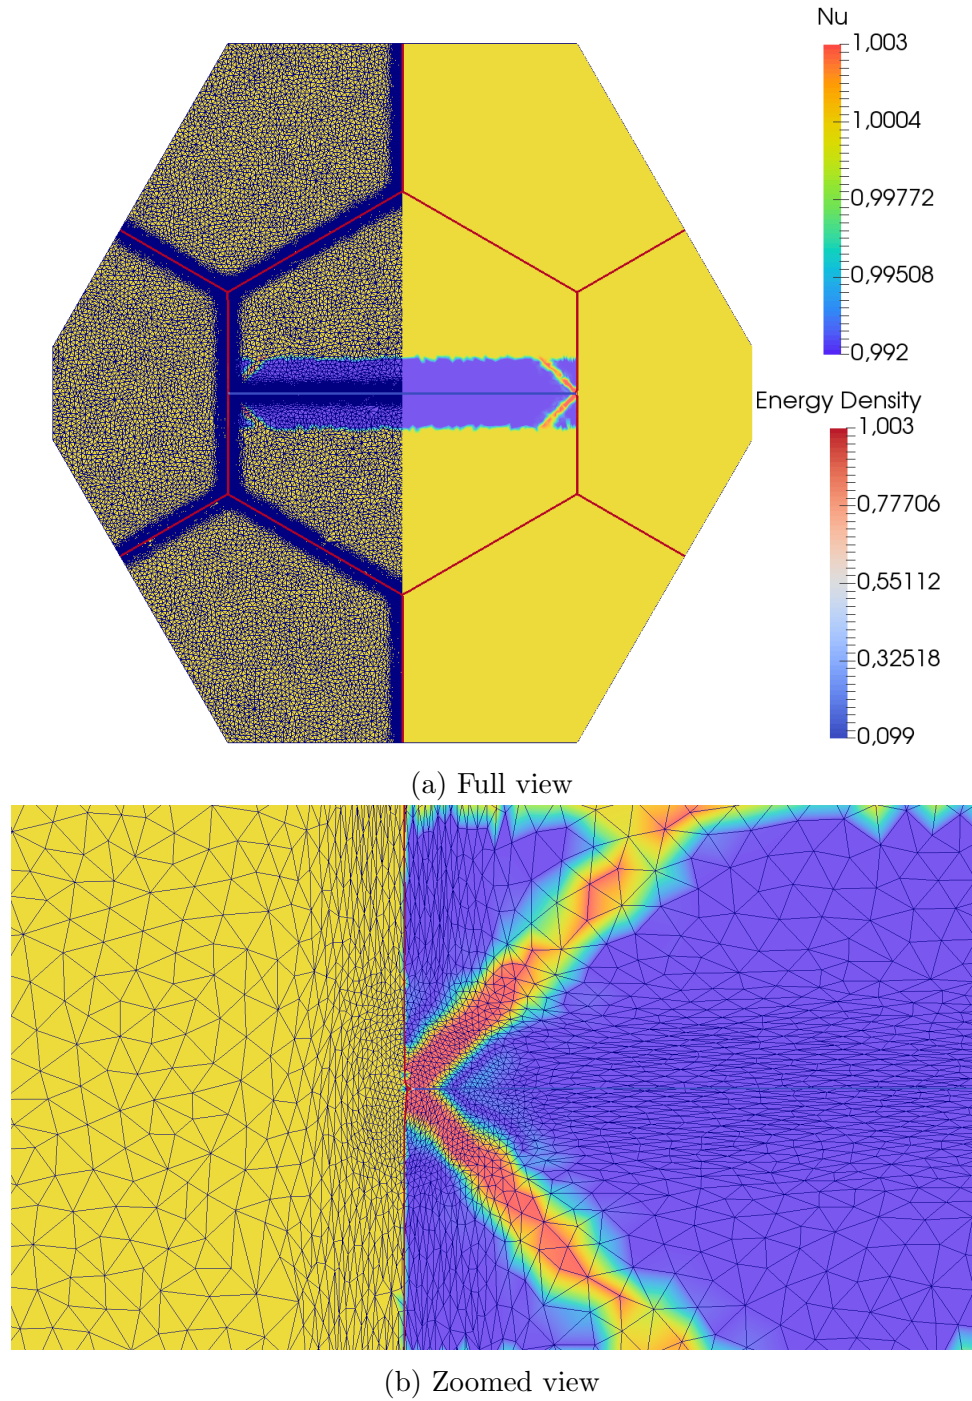 Nu
1,003
1,0004
0,99772
0,99508
0,992
Energy Density
1,003
0,77706
0,55112
0,32518
0,099
(a) Full view
(b) Zoomed view